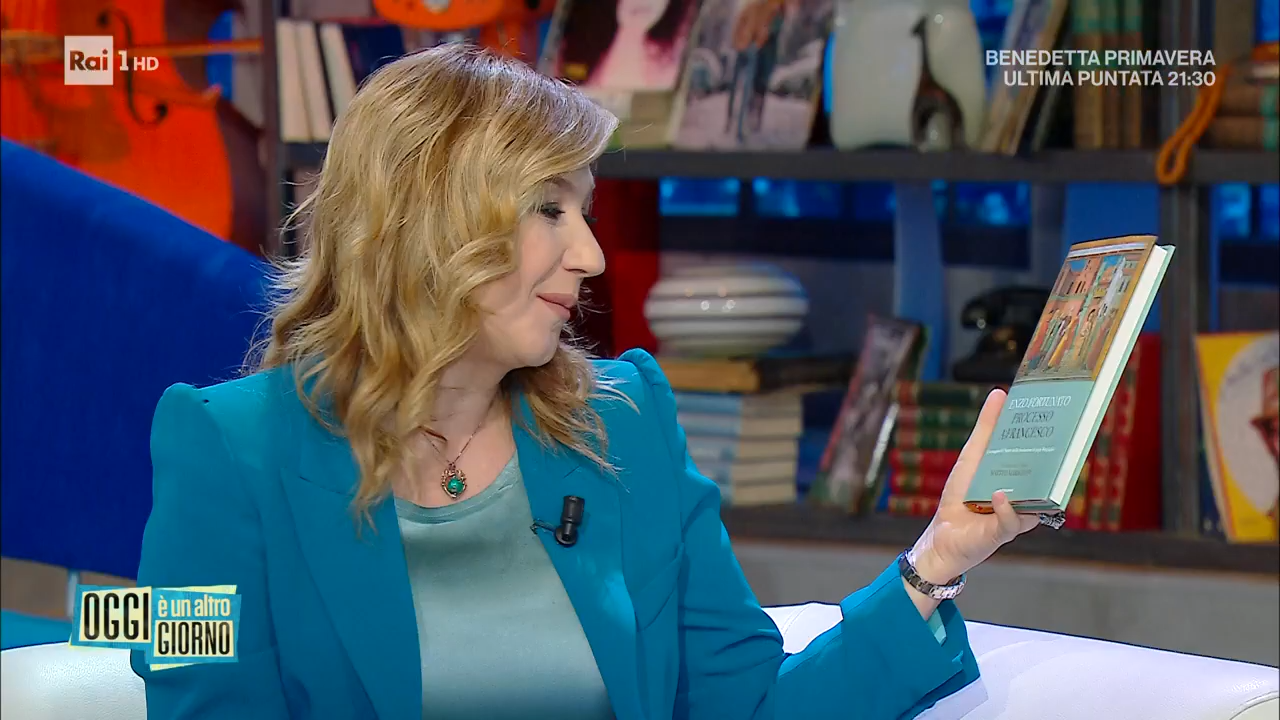 Rai 1 HD
BENEDETTA PRIMAVERA
ULTIMA PUNTATA 21:30
ENZO FORTUNATO
PROCESSO
A FRANCESCO
OGGI
è un altro
GIORNO